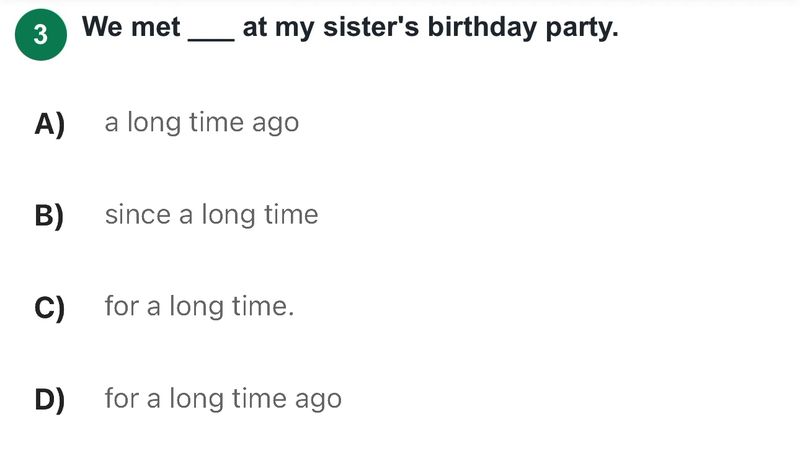 3 We met ___ at my sister's birthday party.
A) a long time ago
B) since a long time
C) for a long time.
D) for a long time ago